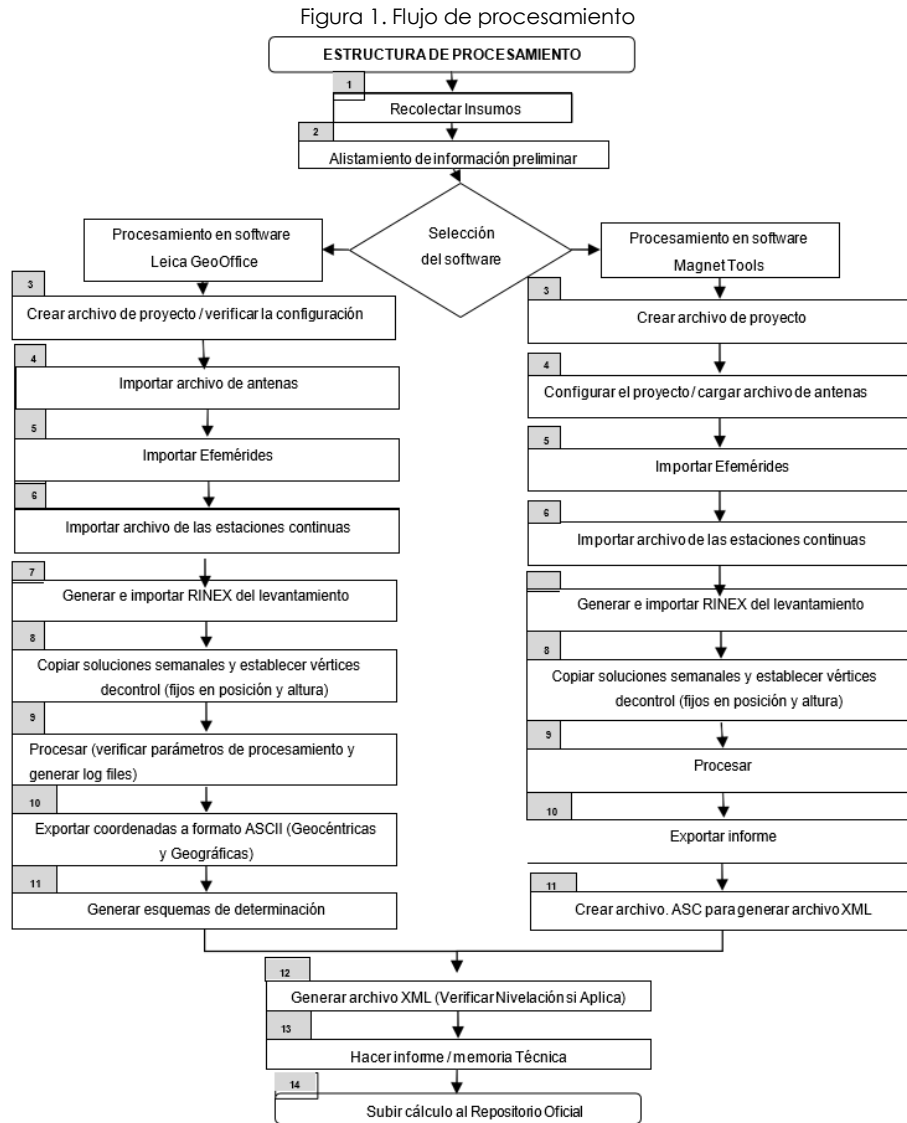 Figura 1. Flujo de procesamiento
ESTRUCTURA DE PROCESAMIENTO
1
Recolectar Insumos
2
Alistamiento de información preliminar
Selección
del software
Procesamiento en software
Leica GeoOffice
3
Crear archivo de proyecto / verificar la configuración
4
Importar archivo de antenas
5
Importar Efemérides
6
Importar archivo de las estaciones continuas
7
Generar e importar RINEX del levantamiento
8
Copiar soluciones semanales y establecer vértices
decontrol (fijos en posición y altura)
9
Procesar (verificar parámetros de procesamiento y
generar log files)
10
Exportar coordenadas a formato ASCII (Geocéntricas
y Geográficas)
11
Generar esquemas de determinación
Procesamiento en software
Magnet Tools
3
Crear archivo de proyecto
4
Configurar el proyecto / cargar archivo de antenas
5
Importar Efemérides
6
Importar archivo de las estaciones continuas
Generar e importar RINEX del levantamiento
8
Copiar soluciones semanales y establecer vértices
decontrol (fijos en posición y altura)
9
Procesar
10
Exportar informe
11
Crear archivo. ASC para generar archivo XML
12
Generar archivo XML (Verificar Nivelación si Aplica)
13
Hacer informe / memoria Técnica
14
Subir cálculo al Repositorio Oficial